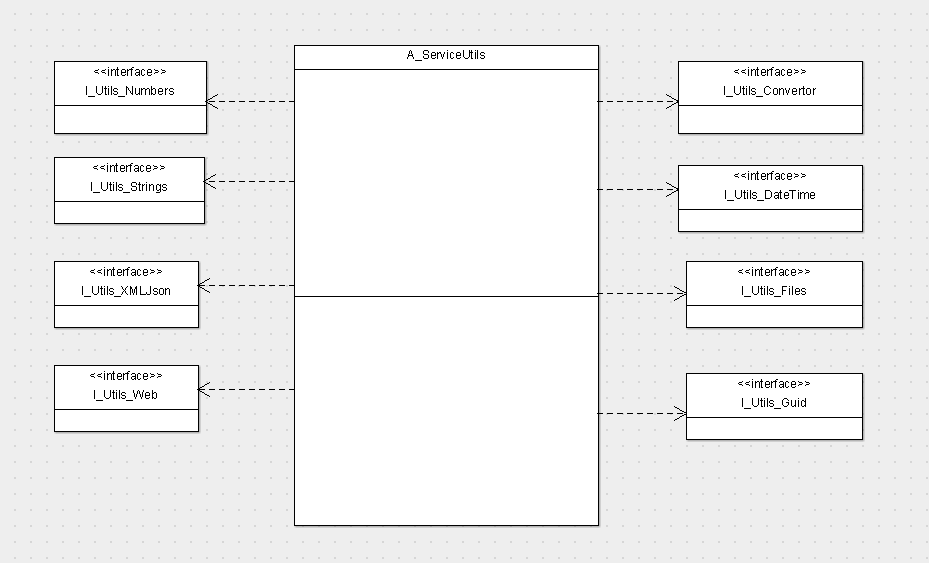 A_ServiceUtils
<<interface>>
I_Utils_Numbers
<<interface>>
I_Utils_Convertor
<<interface>>
I_Utils_Strings
<<interface>>
I_Utils_DateTime
<<interface>>
I_Utils_XMLJson
<<interface>>
I_Utils_Files
<<interface>>
I_Utils_Web
<<interface>>
I_Utils_Guid